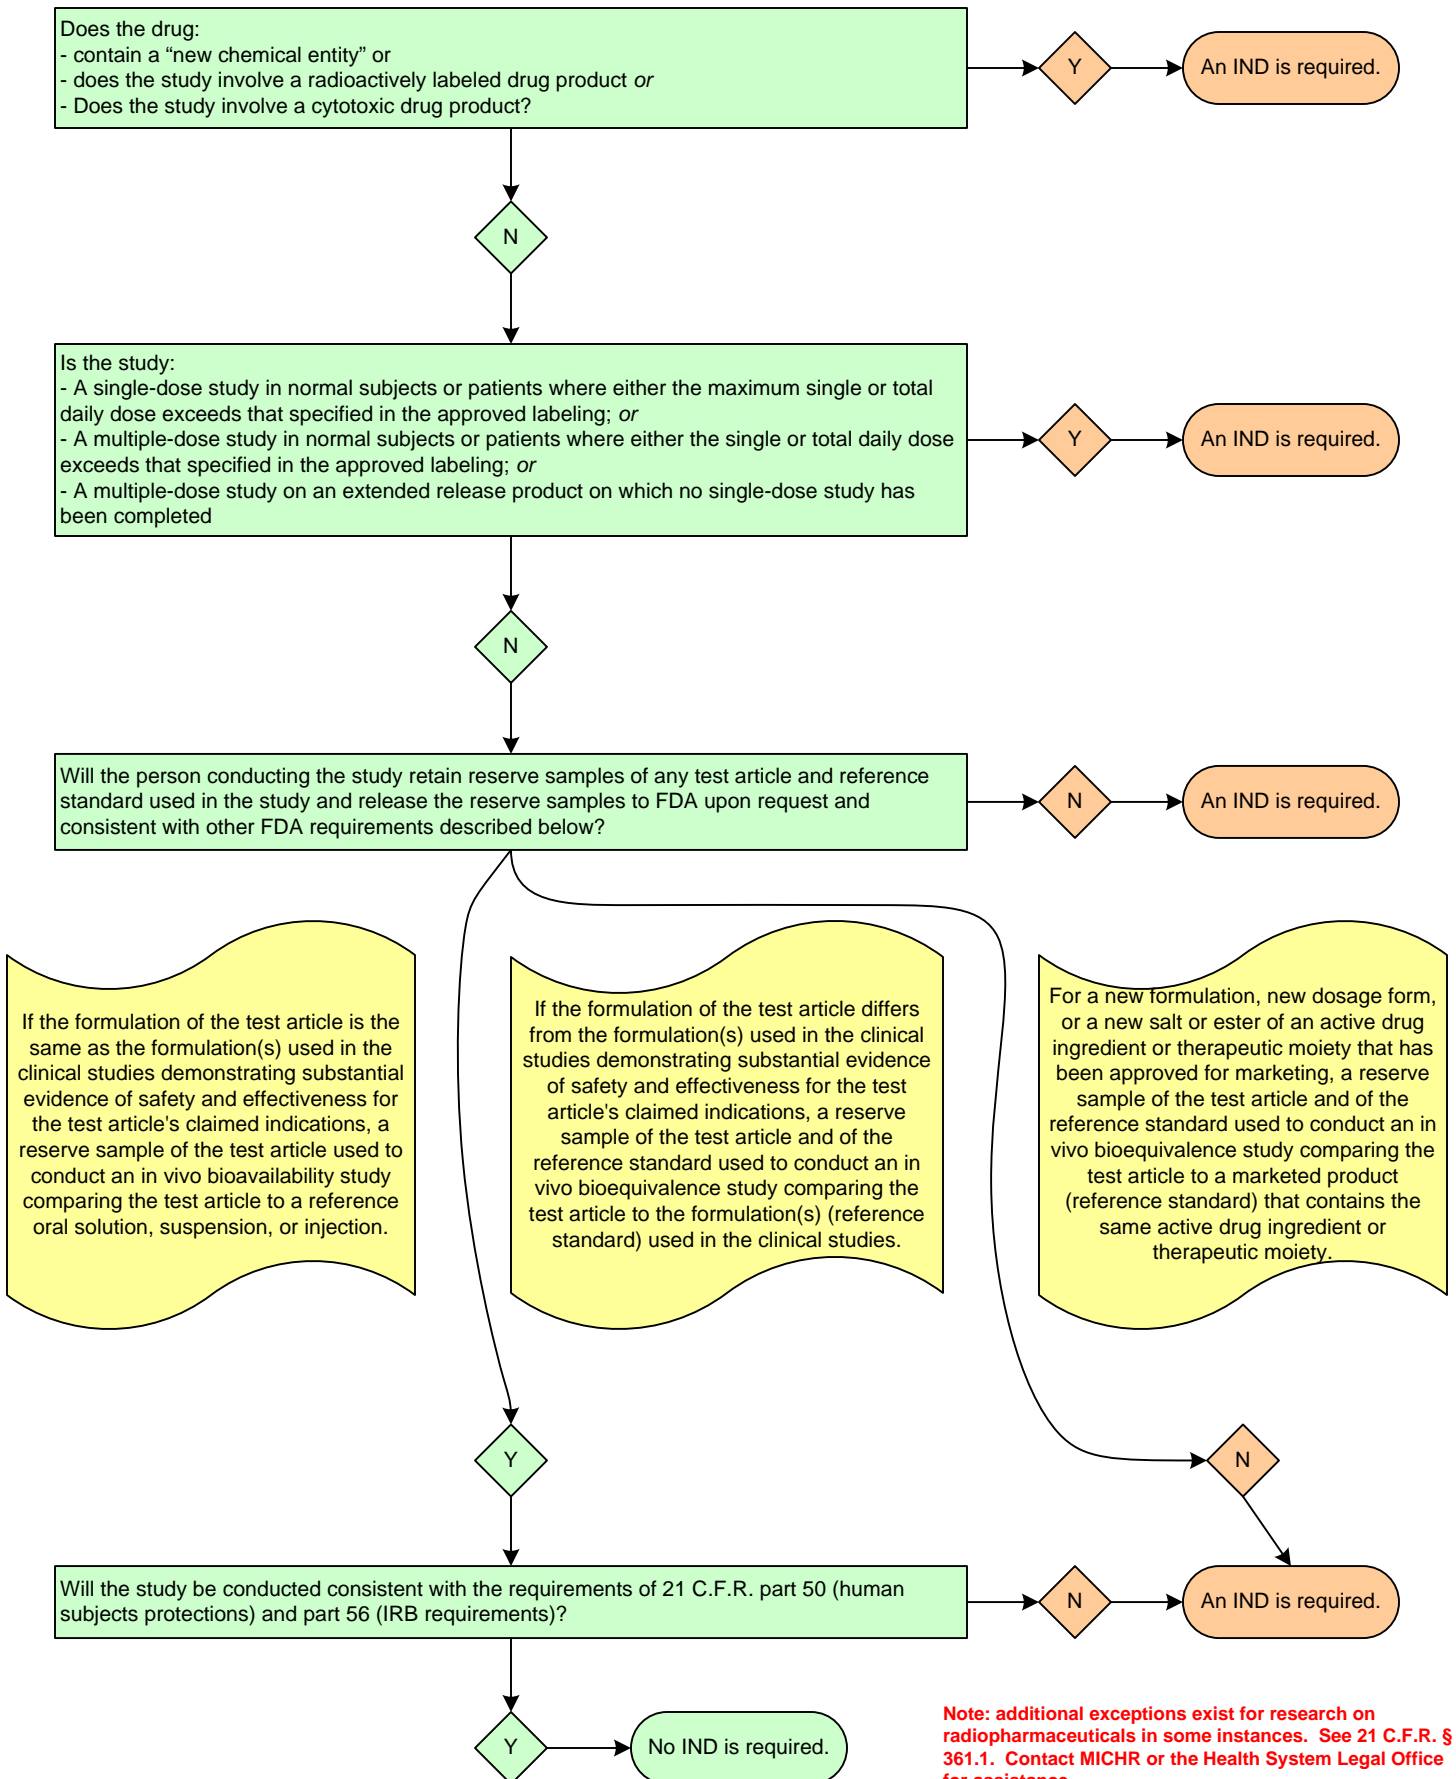 Does the drug:
- contain a “new chemical entity” or
- does the study involve a radioactively labeled drug product or
- Does the study involve a cytotoxic drug product?
Y
An IND is required.
N
Is the study:
- A single-dose study in normal subjects or patients where either the maximum single or total
daily dose exceeds that specified in the approved labeling; or
- A multiple-dose study in normal subjects or patients where either the single or total daily dose
exceeds that specified in the approved labeling; or
- A multiple-dose study on an extended release product on which no single-dose study has
been completed
Y
An IND is required.
N
Will the person conducting the study retain reserve samples of any test article and reference
standard used in the study and release the reserve samples to FDA upon request and
consistent with other FDA requirements described below?
N
An IND is required.
If the formulation of the test article is the
same as the formulation(s) used in the
clinical studies demonstrating substantial
evidence of safety and effectiveness for
the test article's claimed indications, a
reserve sample of the test article used to
conduct an in vivo bioavailability study
comparing the test article to a reference
oral solution, suspension, or injection.
If the formulation of the test article differs
from the formulation(s) used in the clinical
studies demonstrating substantial evidence
of safety and effectiveness for the test
article's claimed indications, a reserve
sample of the test article and of the
reference standard used to conduct an in
vivo bioequivalence study comparing the
test article to the formulation(s) (reference
standard) used in the clinical studies.
For a new formulation, new dosage form,
or a new salt or ester of an active drug
ingredient or therapeutic moiety that has
been approved for marketing, a reserve
sample of the test article and of the
reference standard used to conduct an in
vivo bioequivalence study comparing the
test article to a marketed product
(reference standard) that contains the
same active drug ingredient or
therapeutic moiety.
Y
N
Will the study be conducted consistent with the requirements of 21 C.F.R. part 50 (human
subjects protections) and part 56 (IRB requirements)?
N
An IND is required.
Y
No IND is required.
Note: additional exceptions exist for research on
radiopharmaceuticals in some instances.  See 21 C.F.R. §
361.1.  Contact MICHR or the Health System Legal Office
for assistance